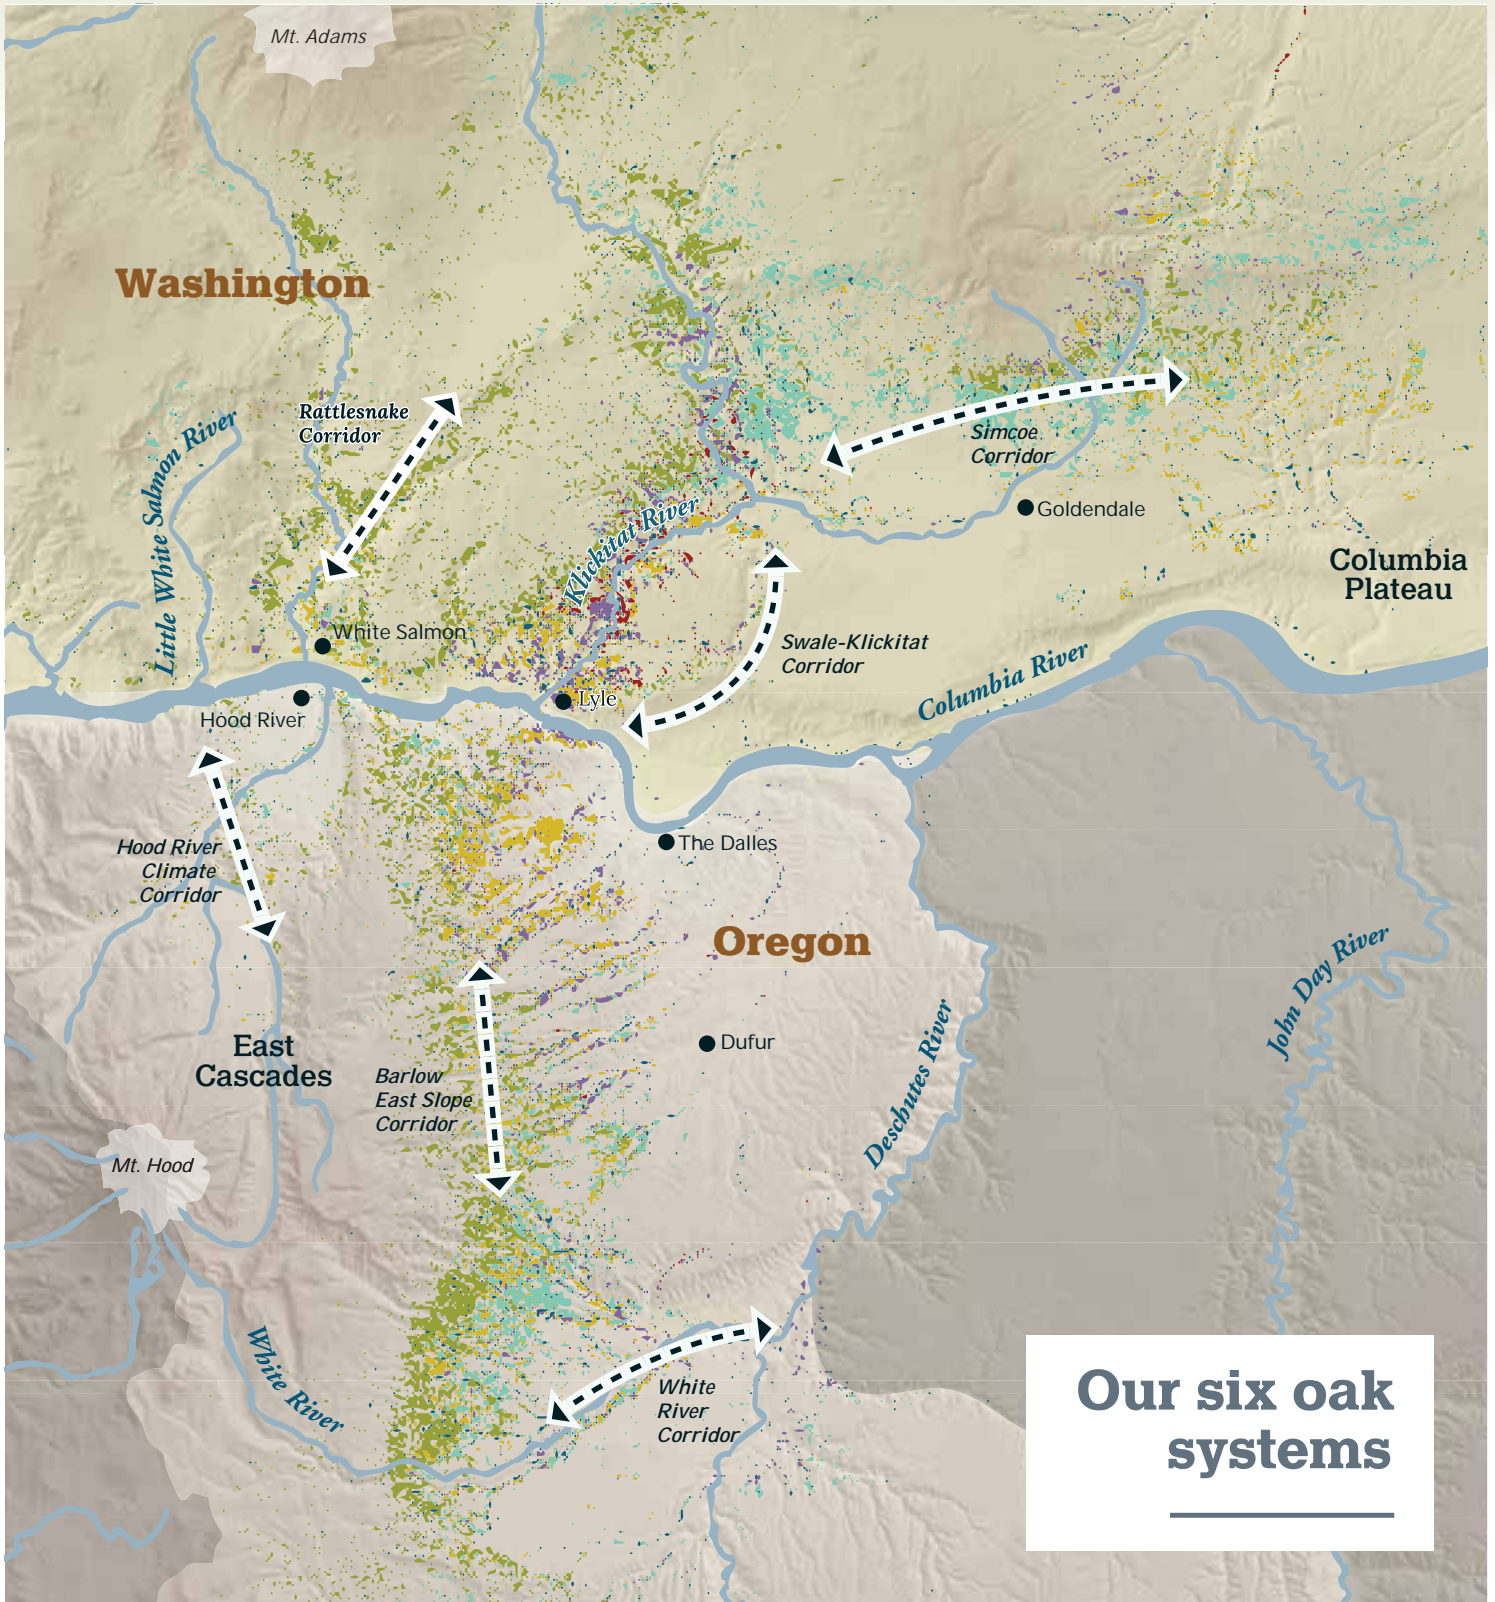 Mt. Adams
Washington
Rattlesnake
Corridor
Little White Salmon River
Simcoe
Corridor
Goldendale
Klickitat River
Columbia
Plateau
White Salmon
Swale-Klickitat
Corridor
Columbia River
Lyle
Hood River
The Dalles
Hood River
Climate
Corridor
Oregon
John Day River
East
Cascades
Dufur
Barlow
East Slope
Corridor
Deschutes River
Mt. Hood
White River
White
River
Corridor
Our six oak
systems